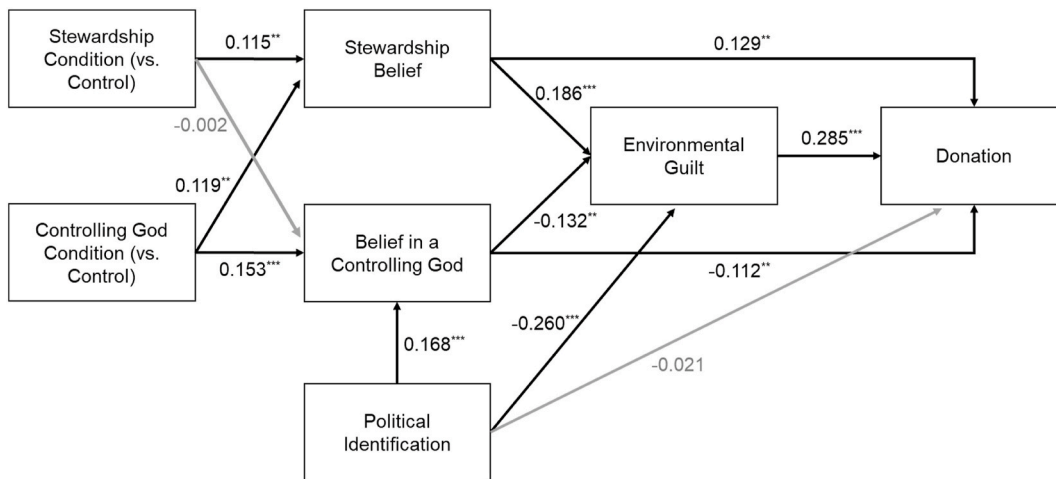 Stewardship
Condition (vs.
Control)
0.115**
Stewardship
Belief
0.129**
0.186***
-0.002
Environmental
Guilt
0.285***
Donation
0.119**
Controlling God
Condition (vs.
Control)
0.153***
Belief in a
Controlling God
-0.132**
-0.112**
0.168***
-0.260***
-0.021
Political
Identification